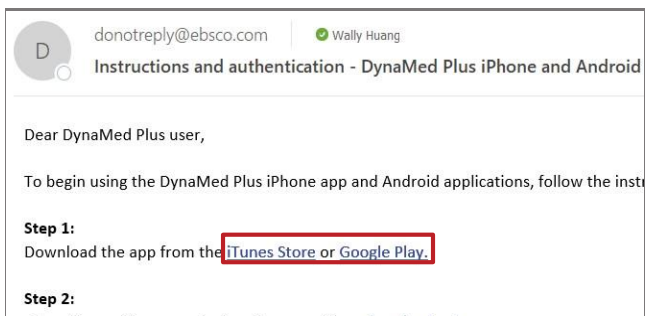 D
donotreply@ebsco.com Wally Huang
Instructions and authentication - DynaMed Plus iPhone and Android
Dear DynaMed Plus user,
To begin using the DynaMed Plus iPhone app and Android applications, follow the instr
Step 1:
Download the app from the iTunes Store or Google Play.
Step 2: